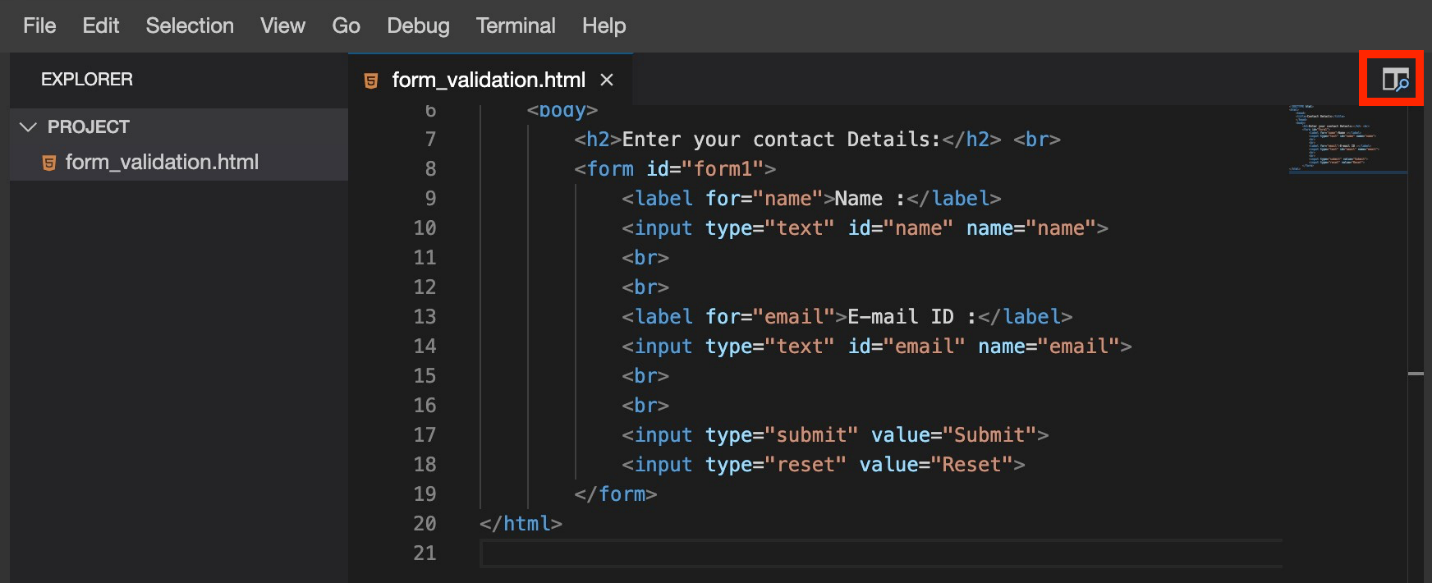 File Edit Selection View Go Debug Terminal Help
EXPLORER
form_validation.html
PROJECT
form_validation.html
6 <body>
7 <h2>Enter your contact Details:</h2> <br>
8 <form id="form1">
9 <label for="name">Name :</label>
10 <input type="text" id="name" name="name">
11 <br>
12 <br>
13 <label for="email">E-mail ID :</label>
14 <input type="text" id="email" name="email">
15 <br>
16 <br>
17 <input type="submit" value="Submit">
18 <input type="reset" value="Reset">
19 </form>
20 </html>
21